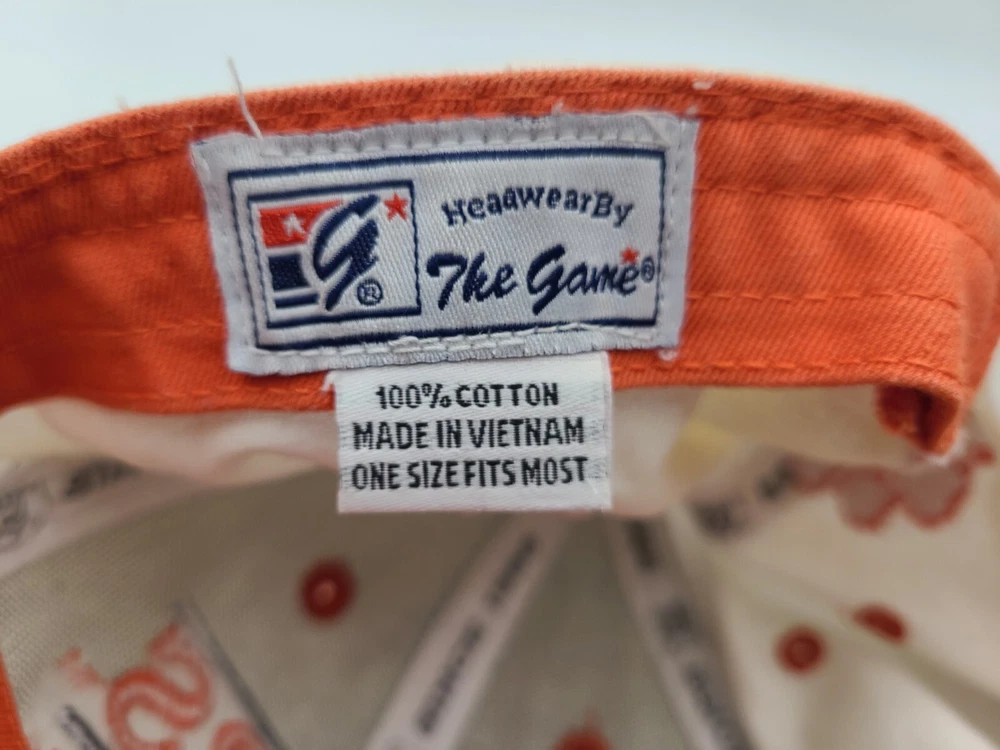 G®
HeadwearBy
The Game®
100% COTTON
MADE IN VIETNAM
ONE SIZE FITS MOST